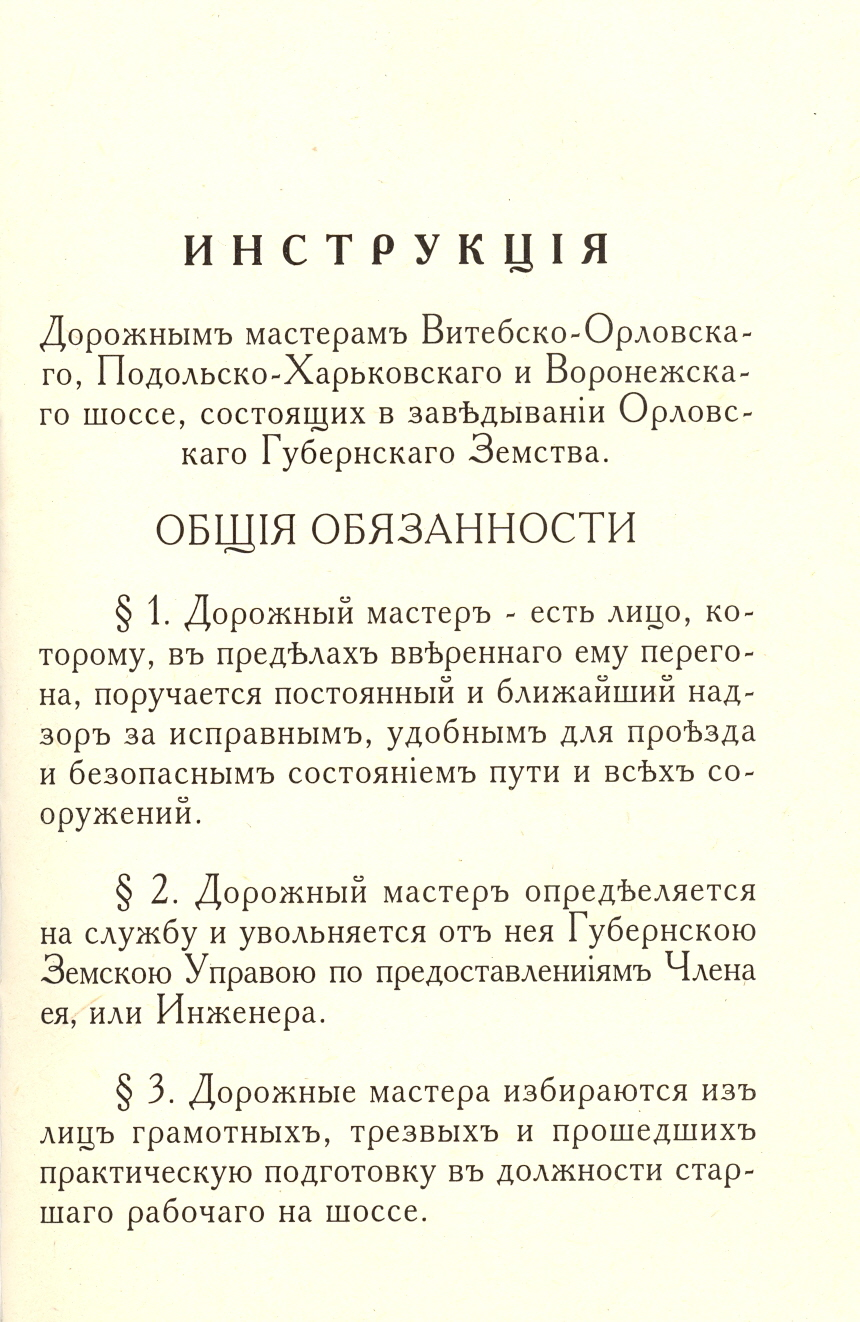 ИНСТРУКЦІЯ
Дорожнымъ мастерамъ Витебско-Орловска-
го, Подольско-Харьковскаго и Воронежска-
го шоссе, состоящих в завѣдываніи Орловс-
каго Губернскаго Земства.
ОБЩІЯ ОБЯЗАННОСТИ
§ 1. Дорожный мастеръ - есть лицо, ко-
торому, въ предѣлахъ ввѣреннаго ему перего-
на, поручается постоянный и ближайший над-
зоръ за исправнымъ, удобнымъ для проѣзда
и безопаснымъ состояніемъ пути и всѣхъ со-
оружений.
§ 2. Дорожный мастеръ опредѣеляется
на службу и увольняется отъ нея Губернскою
Земскою Управою по предоставлениіямъ Члена
ея, или Инженера.
§ 3. Дорожные мастера избираются изъ
лицъ грамотныхъ, трезвыхъ и прошедшихъ
практическую подготовку въ должности стар-
шаго рабочаго на шоссе.